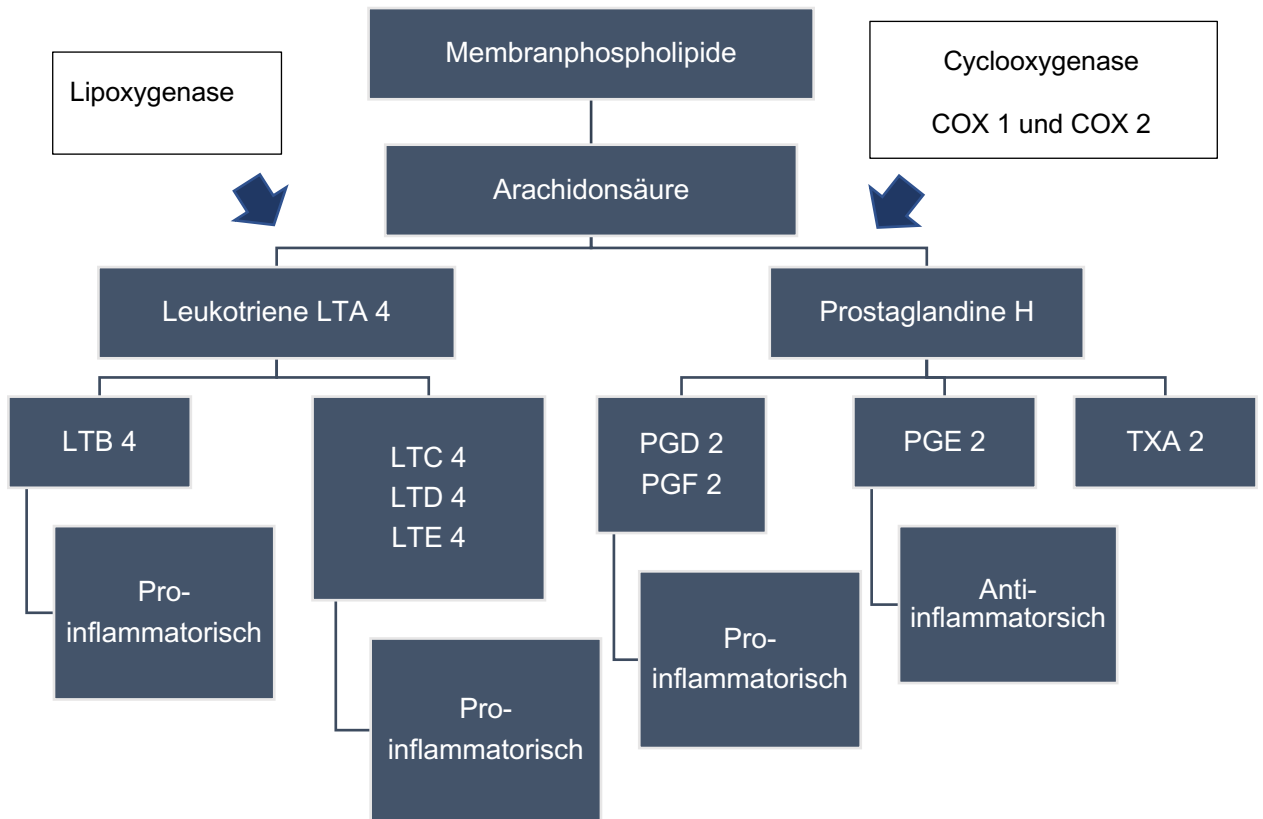 Membranphospholipide
Lipoxygenase
Cyclooxygenase
COX 1 und COX 2
Arachidonsäure
Leukotriene LTA 4
Prostaglandine H
LTB 4
LTC 4
LTD 4
LTE 4
PGD 2
PGF 2
PGE 2
TXA 2
Pro-
inflammatorisch
Pro-
inflammatorisch
Pro-
inflammatorisch
Anti-
inflammatorsich